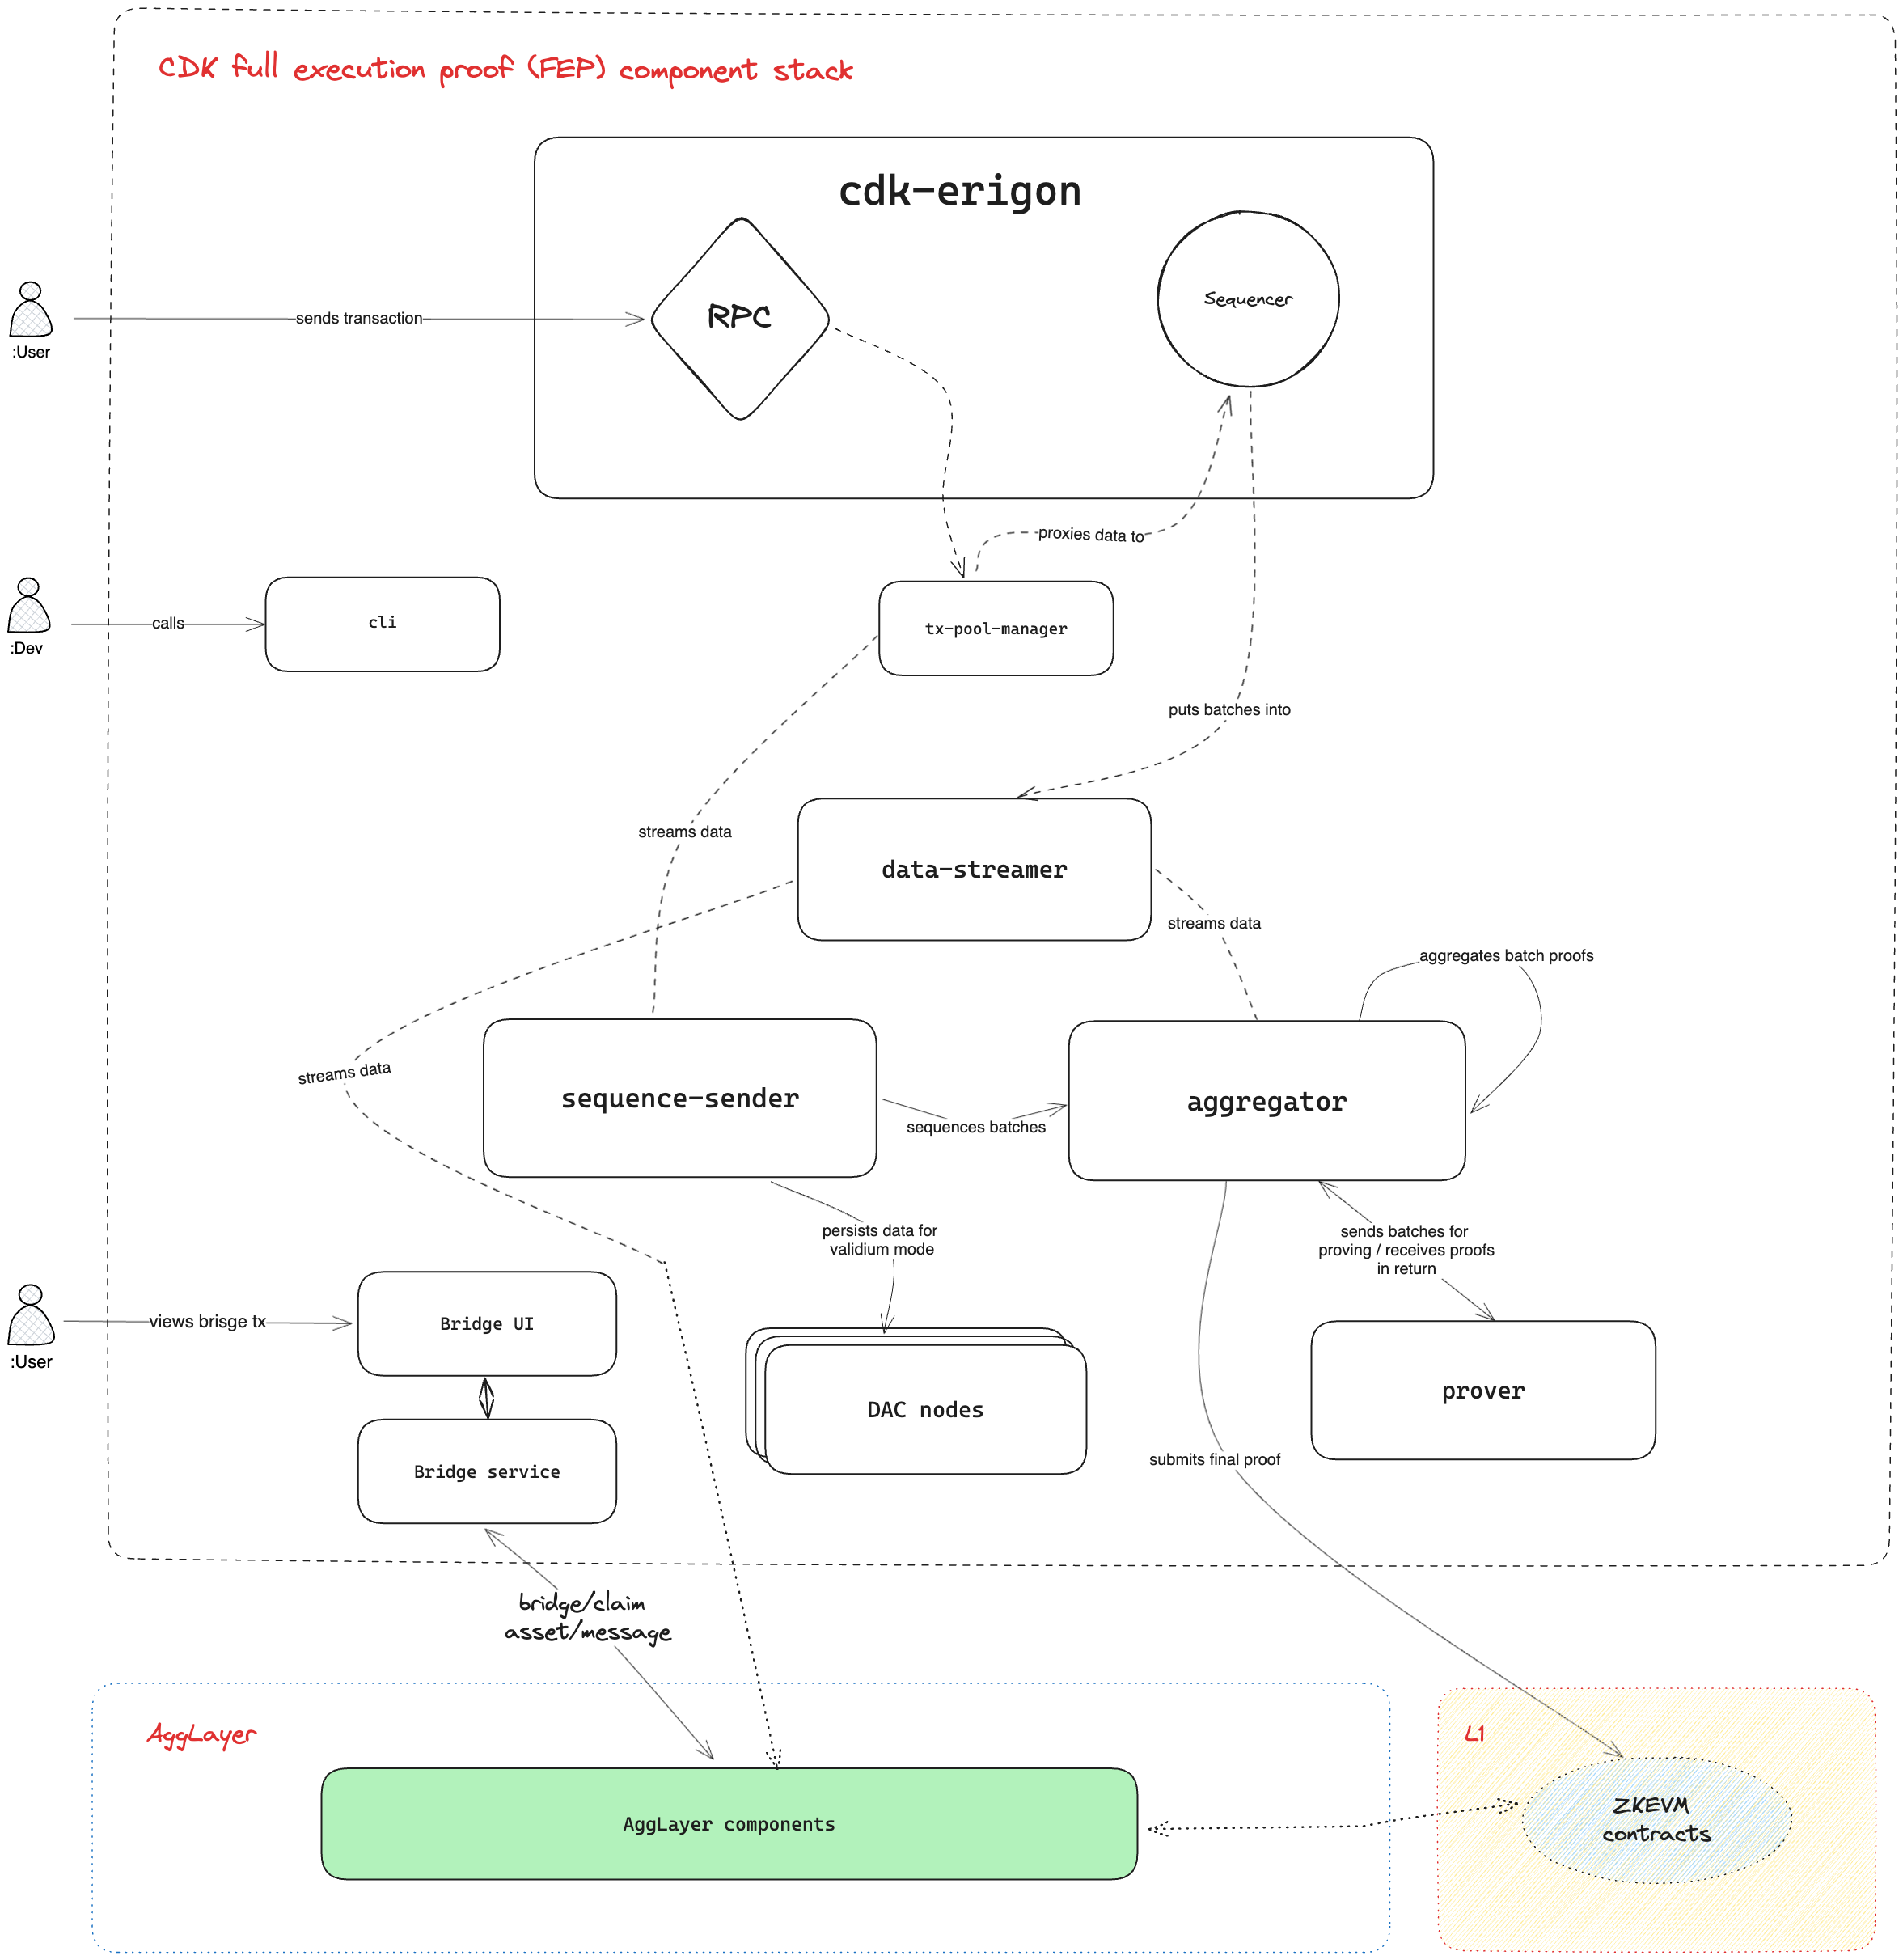 CDK full execution proof (FEP) component stack
cdk-erigon
RPC
Sequencer
sends transaction
:User
proxies data to
calls
cli
tx-pool-manager
:Dev
puts batches into
streams data
data-streamer
streams data
aggregates batch proofs
streams data
sequence-sender
aggregator
sequences batches
persists data for
validium mode
sends batches for
proving / receives proofs
in return
views brisge tx
:User
Bridge UI
DAC nodes
prover
Bridge service
submits final proof
bridge/claim
asset/message
AggLayer
L1
AggLayer components
ZKEVM
contracts